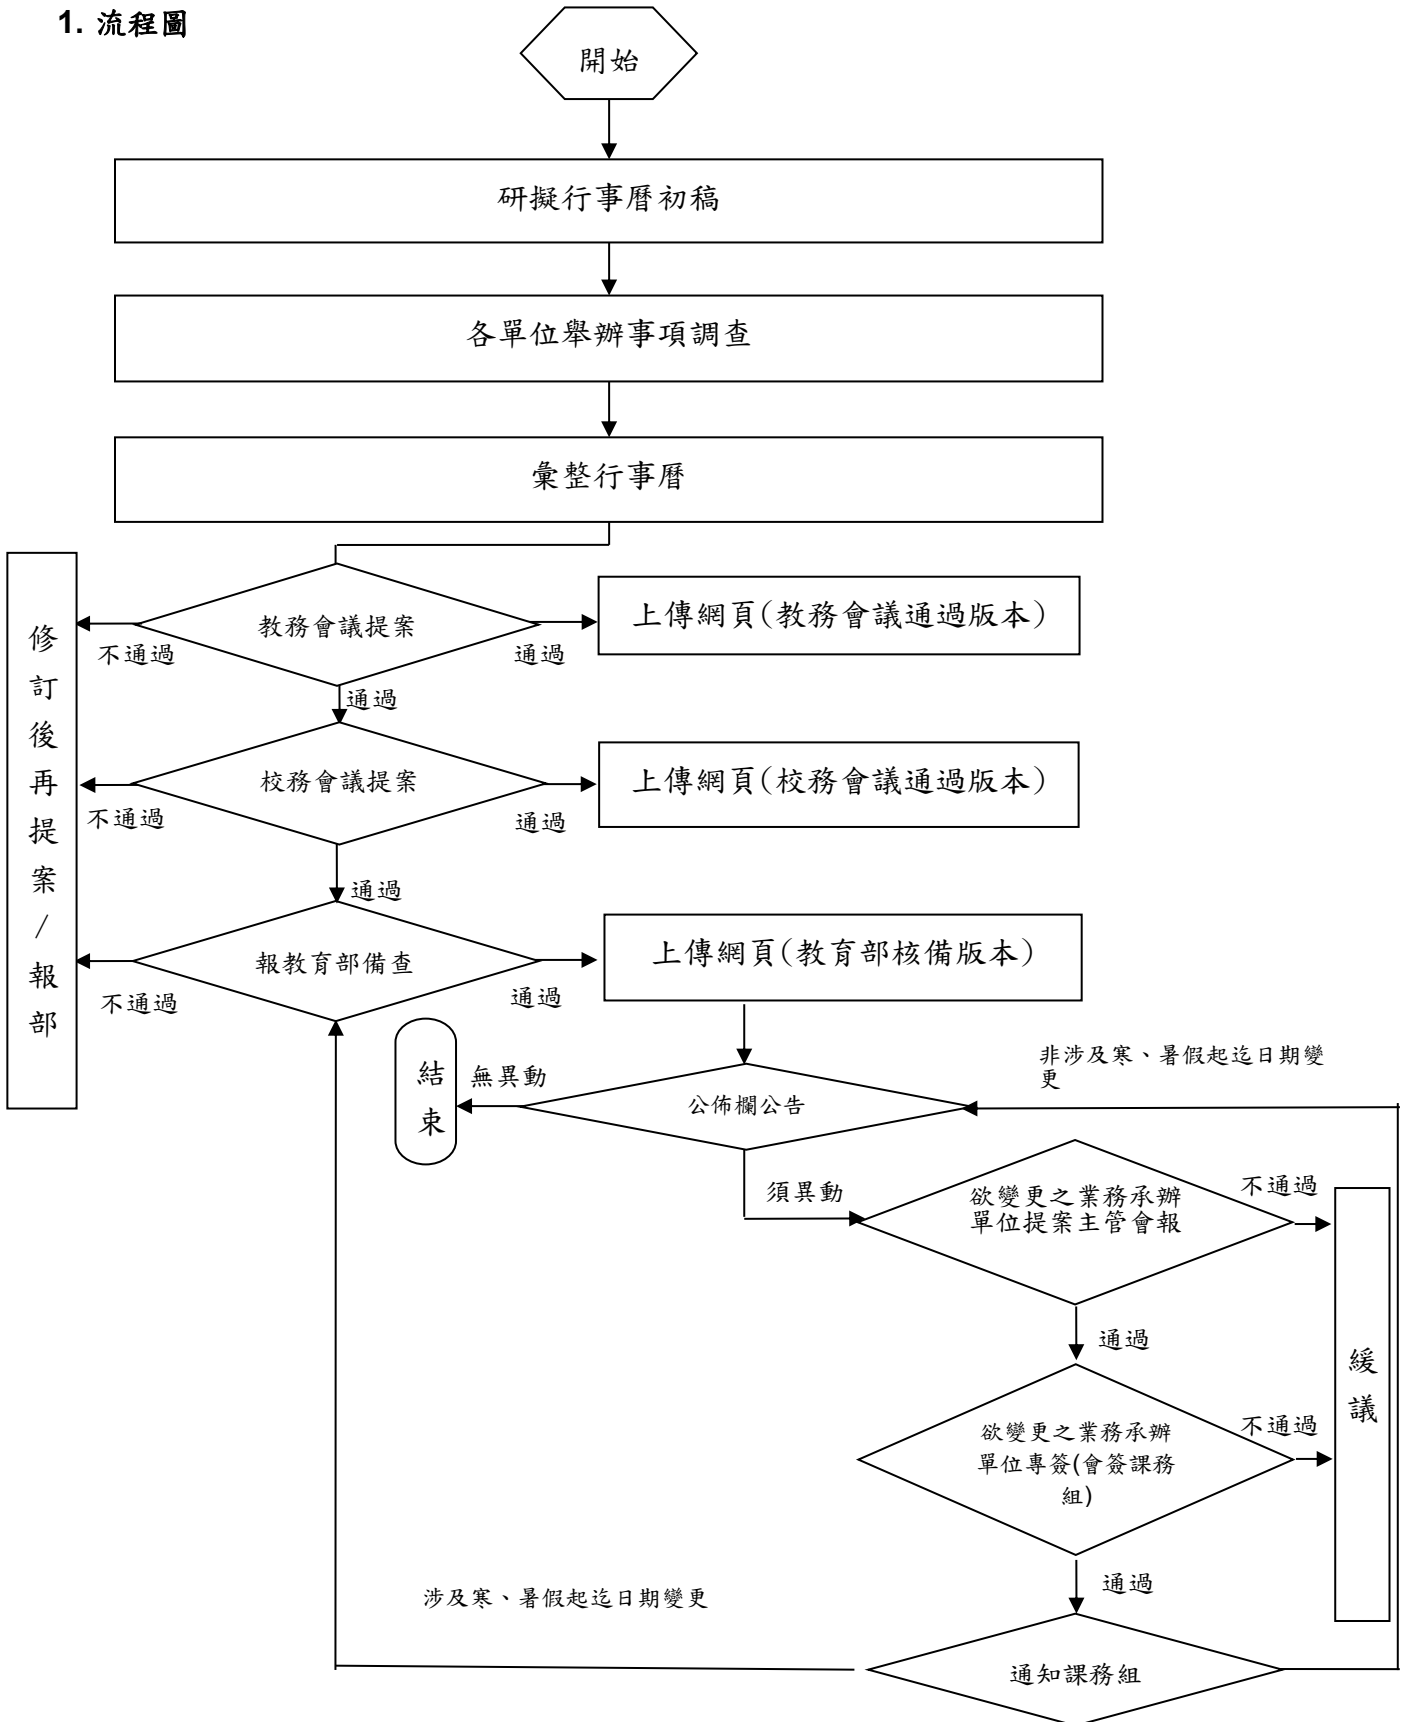 1. 流程圖
開始
研擬行事曆初稿
各單位舉辦事項調查
彙整行事曆
修
訂
後
再
提
案
/
報
部
教務會議提案
不通過
通過
上傳網頁(教務會議通過版本)
通過
校務會議提案
不通過
通過
上傳網頁(校務會議通過版本)
通過
報教育部備查
不通過
通過
上傳網頁(教育部核備版本)
結
束
無異動
公佈欄公告
非涉及寒、暑假起迄日期變
更
須異動
欲變更之業務承辦
單位提案主管會報
不通過
通過
緩
議
欲變更之業務承辦
單位專簽(會簽課務
組)
不通過
通過
涉及寒、暑假起迄日期變更
通知課務組